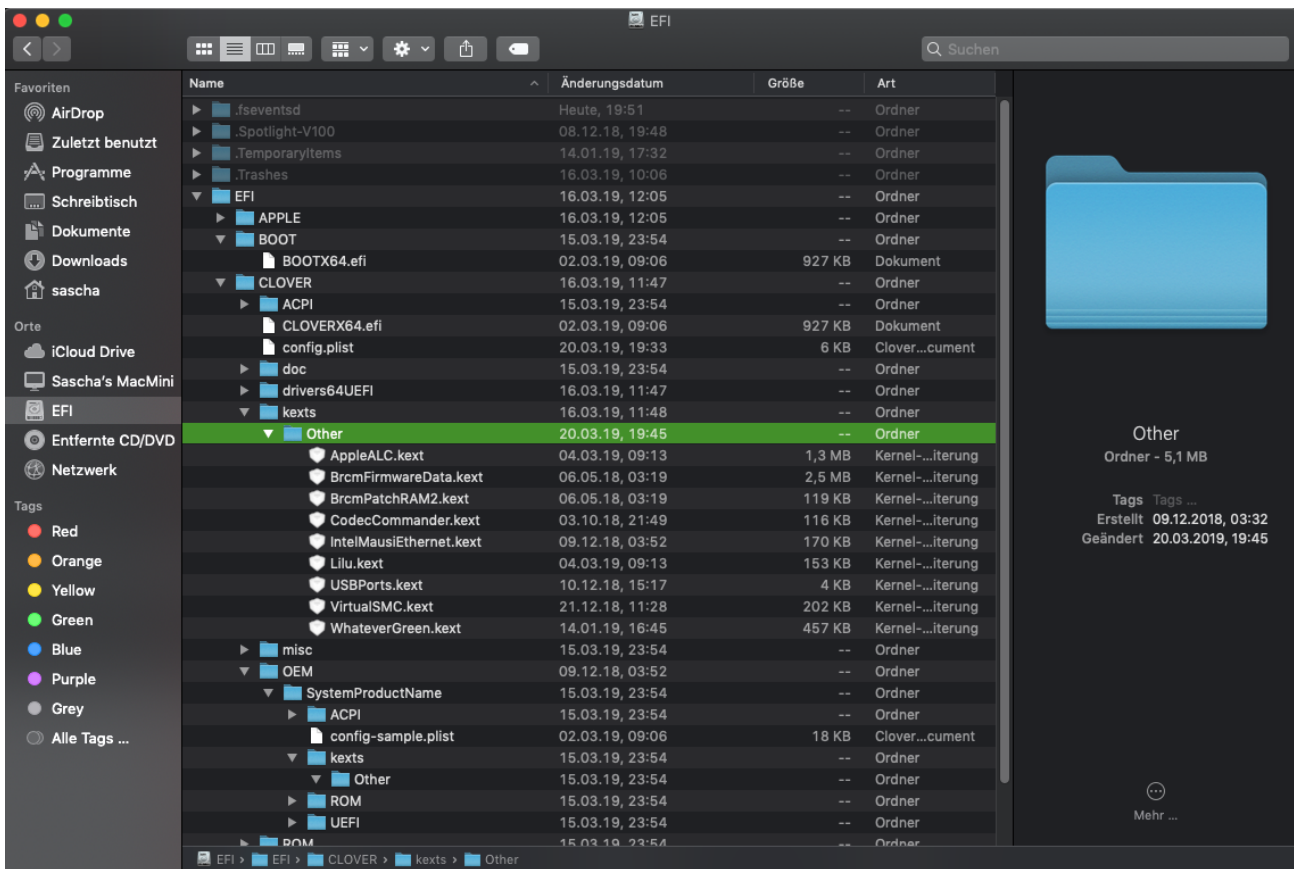 EFI
Suchen
Favoriten
AirDrop
Zuletzt benutzt
Programme
Schreibtisch
Dokumente
Downloads
sascha
Orte
iCloud Drive
Sascha's MacMini
EFI
Entfernte CD/DVD
Netzwerk
Tags
Red
Orange
Yellow
Green
Blue
Purple
Grey
Alle Tags ...
Name Änderungsdatum Größe Art
.fseventsd Heute, 19:51 -- Ordner
.Spotlight-V100 08.12.18, 19:48 -- Ordner
.TemporaryItems 14.01.19, 17:32 -- Ordner
.Trashes 16.03.19, 10:06 -- Ordner
EFI 16.03.19, 12:05 -- Ordner
APPLE 16.03.19, 12:05 -- Ordner
BOOT 15.03.19, 23:54 -- Ordner
BOOTX64.efi 02.03.19, 09:06 927 KB Dokument
CLOVER 16.03.19, 11:47 -- Ordner
ACPI 15.03.19, 23:54 -- Ordner
CLOVERX64.efi 02.03.19, 09:06 927 KB Dokument
config.plist 20.03.19, 19:33 6 KB Clover...cument
doc 15.03.19, 23:54 -- Ordner
drivers64UEFI 16.03.19, 11:47 -- Ordner
kexts 16.03.19, 11:48 -- Ordner
Other 20.03.19, 19:45 -- Ordner
AppleALC.kext 04.03.19, 09:13 1,3 MB Kernel-...iterung
BrcmFirmwareData.kext 06.05.18, 03:19 2,5 MB Kernel-...iterung
BrcmPatchRAM2.kext 06.05.18, 03:19 119 KB Kernel-...iterung
CodecCommander.kext 03.10.18, 21:49 116 KB Kernel-...iterung
IntelMausiEthernet.kext 09.12.18, 03:52 170 KB Kernel-...iterung
Lilu.kext 04.03.19, 09:13 153 KB Kernel-...iterung
USBPorts.kext 10.12.18, 15:17 4 KB Kernel-...iterung
VirtualSMC.kext 21.12.18, 11:28 202 KB Kernel-...iterung
WhateverGreen.kext 14.01.19, 16:45 457 KB Kernel-...iterung
misc 15.03.19, 23:54 -- Ordner
OEM 09.12.18, 03:52 -- Ordner
SystemProductName 15.03.19, 23:54 -- Ordner
ACPI 15.03.19, 23:54 -- Ordner
config-sample.plist 02.03.19, 09:06 18 KB Clover...cument
kexts 15.03.19, 23:54 -- Ordner
Other 15.03.19, 23:54 -- Ordner
ROM 15.03.19, 23:54 -- Ordner
UEFI 15.03.19, 23:54 -- Ordner
ROM 15.03.19, 23:54 -- Ordner
EFI › EFI › CLOVER › kexts › Other
Other
Ordner - 5,1 MB
Tags Tags ...
Erstellt 09.12.2018, 03:32
Geändert 20.03.2019, 19:45
Mehr ...